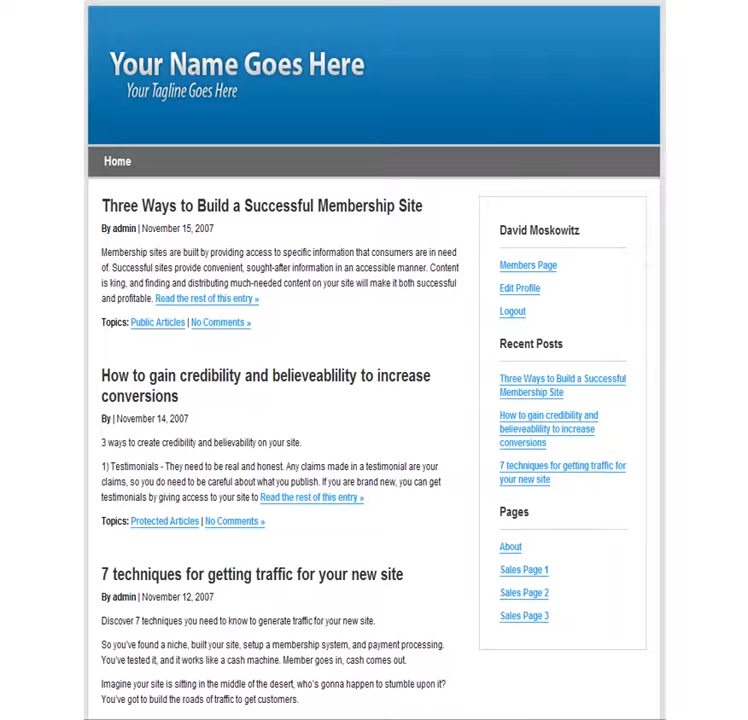 Your Name Goes Here
Your Tagline Goes Here
Home
Three Ways to Build a Successful Membership Site
By admin | November 15, 2007
Membership sites are built by providing access to specific information that consumers are in need
of. Successful sites provide convenient, sought-after information in an accessible manner. Content
is king, and finding and distributing much-needed content on your site will make it both successful
and profitable. Read the rest of this entry »
Topics: Public Articles | No Comments »
How to gain credibility and believeablility to increase
conversions
By | November 14, 2007
3 ways to create credibility and believability on your site.
1) Testimonials - They need to be real and honest. Any claims made in a testimonial are your
claims, so you do need to be careful about what you publish. If you are brand new, you can get
testimonials by giving access to your site to Read the rest of this entry »
Topics: Protected Articles | No Comments »
7 techniques for getting traffic for your new site
By admin | November 12, 2007
Discover 7 techniques you need to know to generate traffic for your new site.
So you've found a niche, built your site, setup a membership system, and payment processing.
You've tested it, and it works like a cash machine. Member goes in, cash comes out.
Imagine your site is sitting in the middle of the desert, who's gonna happen to stumble upon it?
You've got to build the roads of traffic to get customers.
David Moskowitz
Members Page
Edit Profile
Logout
Recent Posts
Three Ways to Build a Successful
Membership Site
How to gain credibility and
believeablility to increase
conversions
7 techniques for getting traffic for
your new site
Pages
About
Sales Page 1
Sales Page 2
Sales Page 3